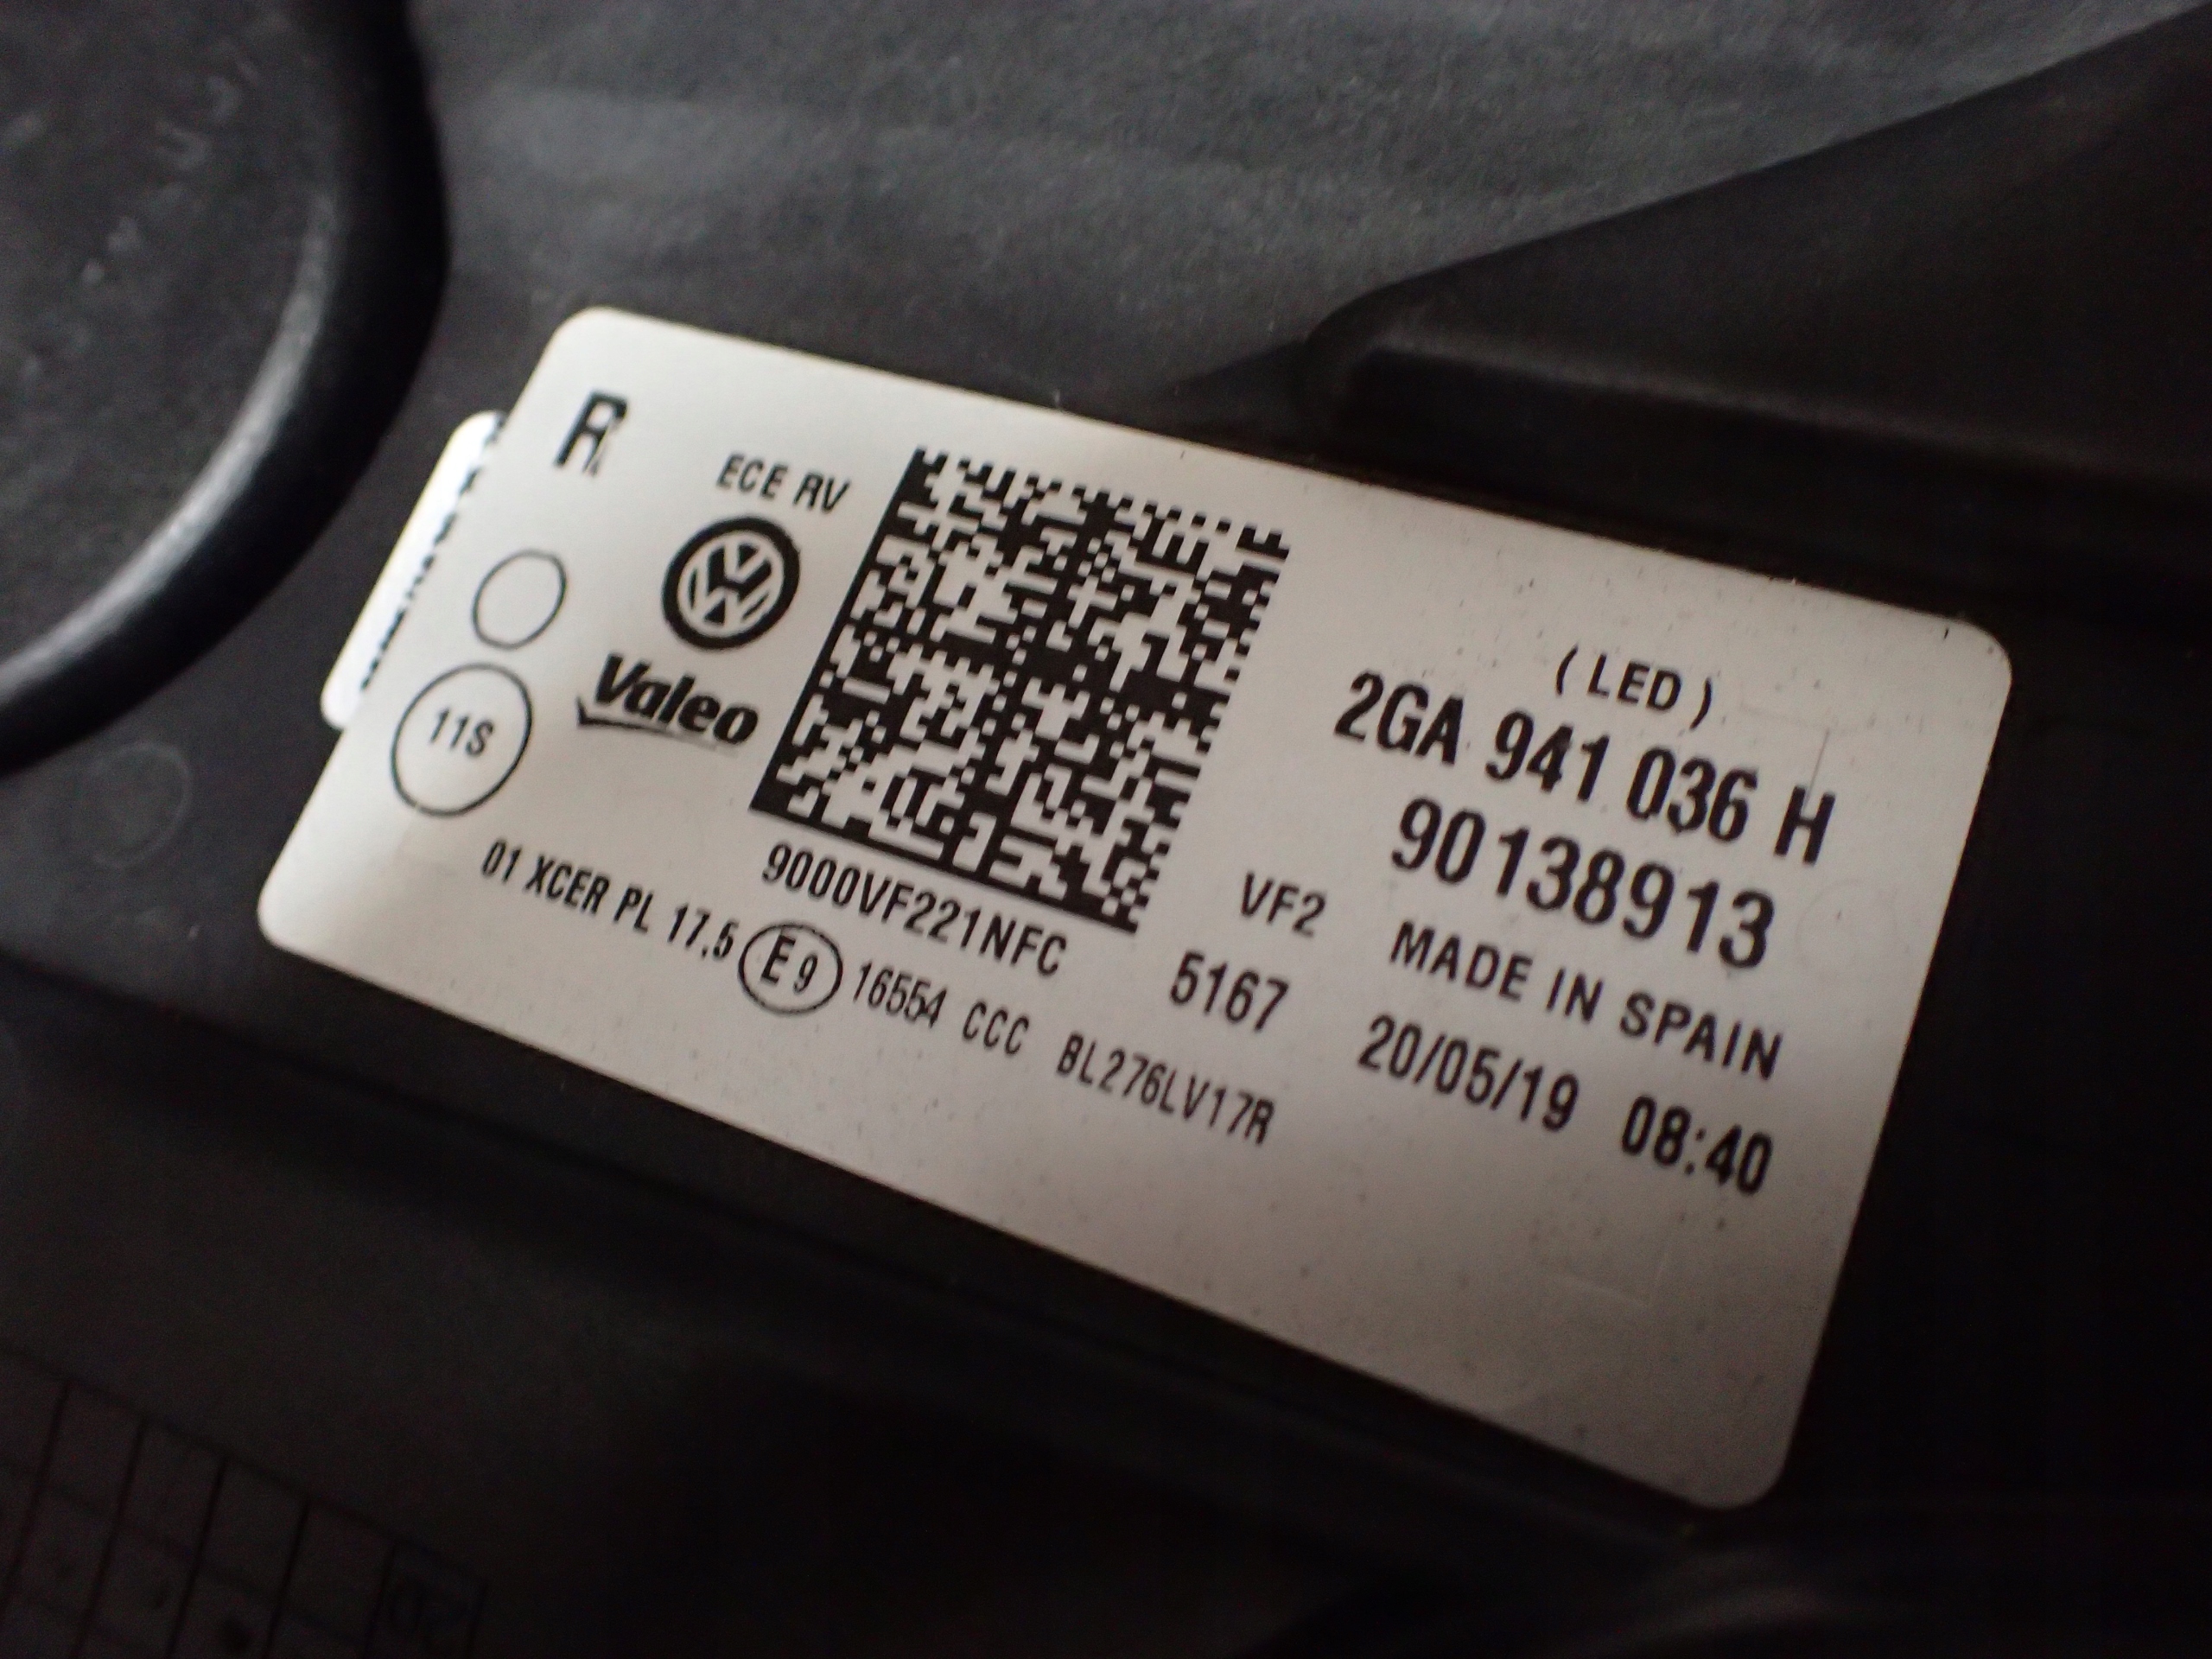 R
ECE RV
Valeo
11S
9000VF221NFC
01 XCER PL 17.5 E9 16554 CCC 8L276LV17R
(LED)
2GA 941 036 H
90138913
VF2 MADE IN SPAIN
5167 20/05/19 08:40